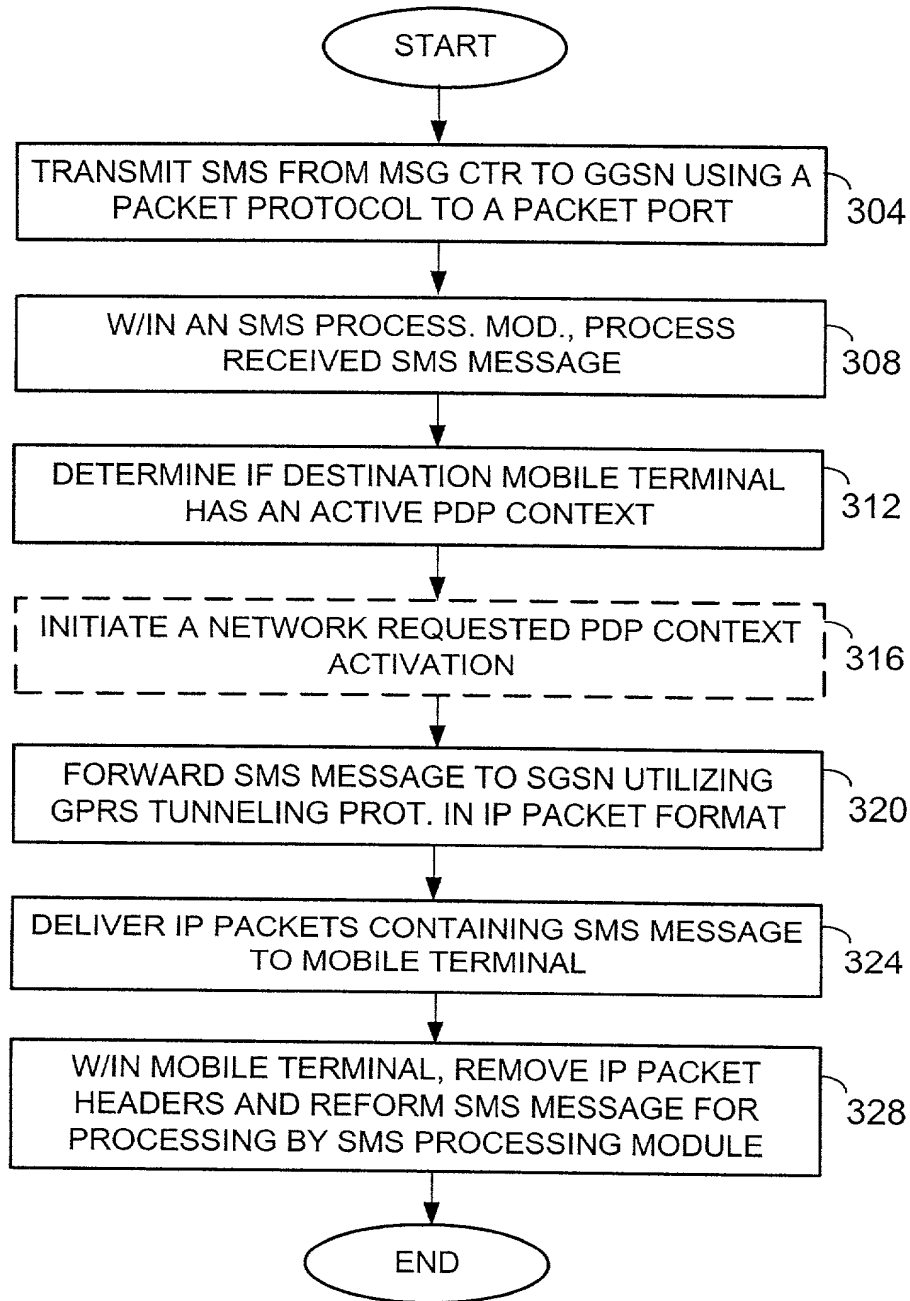 START
TRANSMIT SMS FROM MSG CTR TO GGSN USING A
PACKET PROTOCOL TO A PACKET PORT
304
W/IN AN SMS PROCESS. MOD., PROCESS
RECEIVED SMS MESSAGE
308
DETERMINE IF DESTINATION MOBILE TERMINAL
HAS AN ACTIVE PDP CONTEXT
312
INITIATE A NETWORK REQUESTED PDP CONTEXT
ACTIVATION
316
FORWARD SMS MESSAGE TO SGSN UTILIZING
GPRS TUNNELING PROT. IN IP PACKET FORMAT
320
DELIVER IP PACKETS CONTAINING SMS MESSAGE
TO MOBILE TERMINAL
324
W/IN MOBILE TERMINAL, REMOVE IP PACKET
HEADERS AND REFORM SMS MESSAGE FOR
PROCESSING BY SMS PROCESSING MODULE
328
END